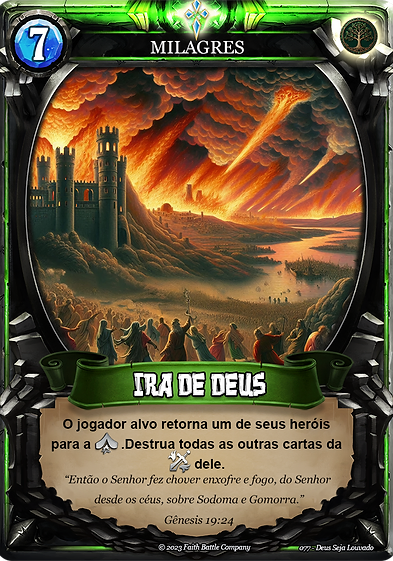 7
MILAGRES
IRA DE DEUS
O jogador alvo retorna um de seus heróis
para a .Destrua todas as outras cartas da
dele.
“Então o Senhor fez chover enxofre e fogo, do Senhor
desde os céus, sobre Sodoma e Gomorra.”
Gênesis 19:24
© 2023 Faith Battle Company
077 - Deus Seja Louvado